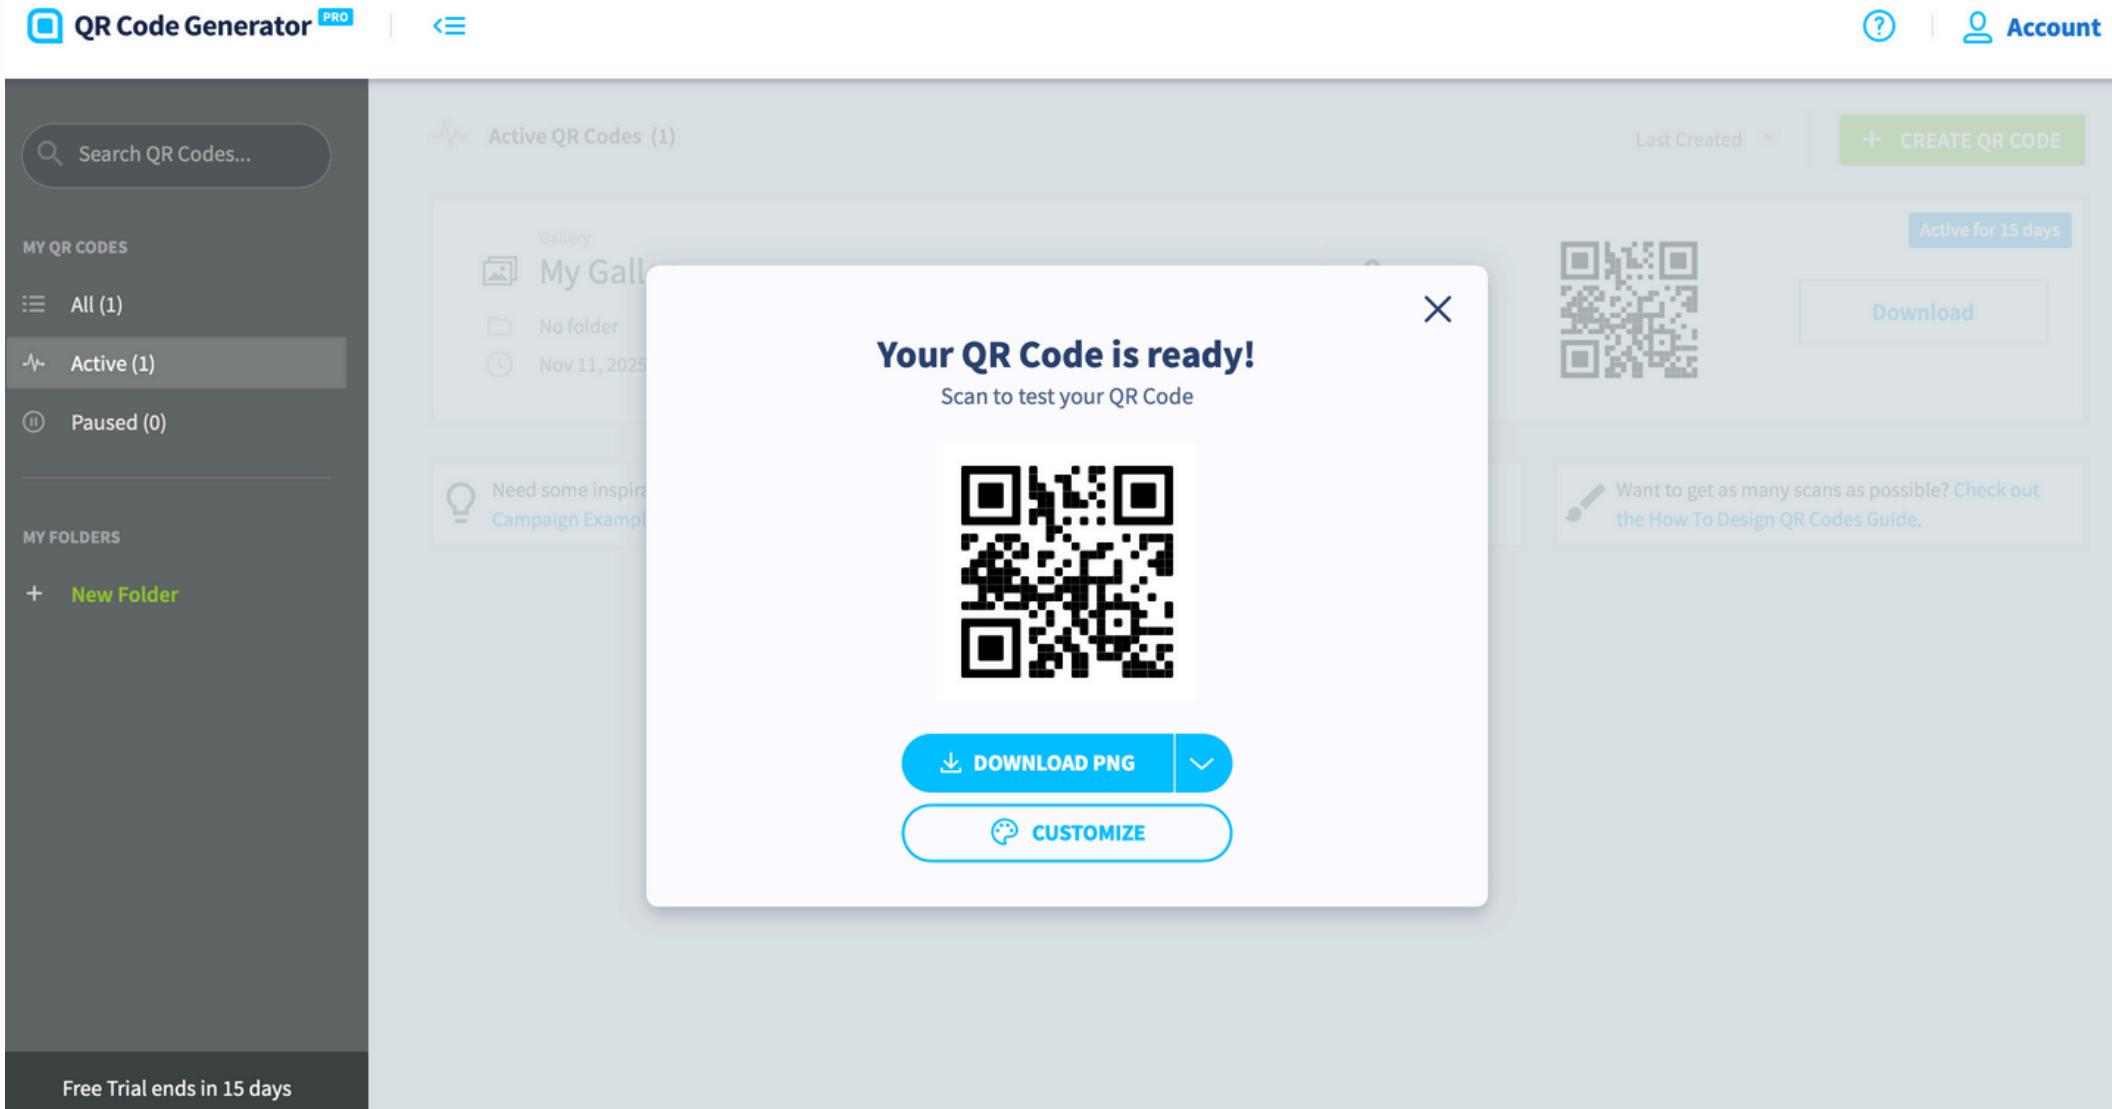 QR Code Generator PRO
Account
Search QR Codes...
MY QR CODES
All (1)
Active (1)
Paused (0)
MY FOLDERS
New Folder
Free Trial ends in 15 days
Active QR Codes (1)
Last Created
+ CREATE QR CODE
Gallery
My Gall
No folder
Nov 11, 2025
Active for 15 days
Download
Need some inspira
Campaign Exampl
Want to get as many scans as possible? Check out
the How To Design QR Codes Guide.
Your QR Code is ready!
Scan to test your QR Code
DOWNLOAD PNG
CUSTOMIZE